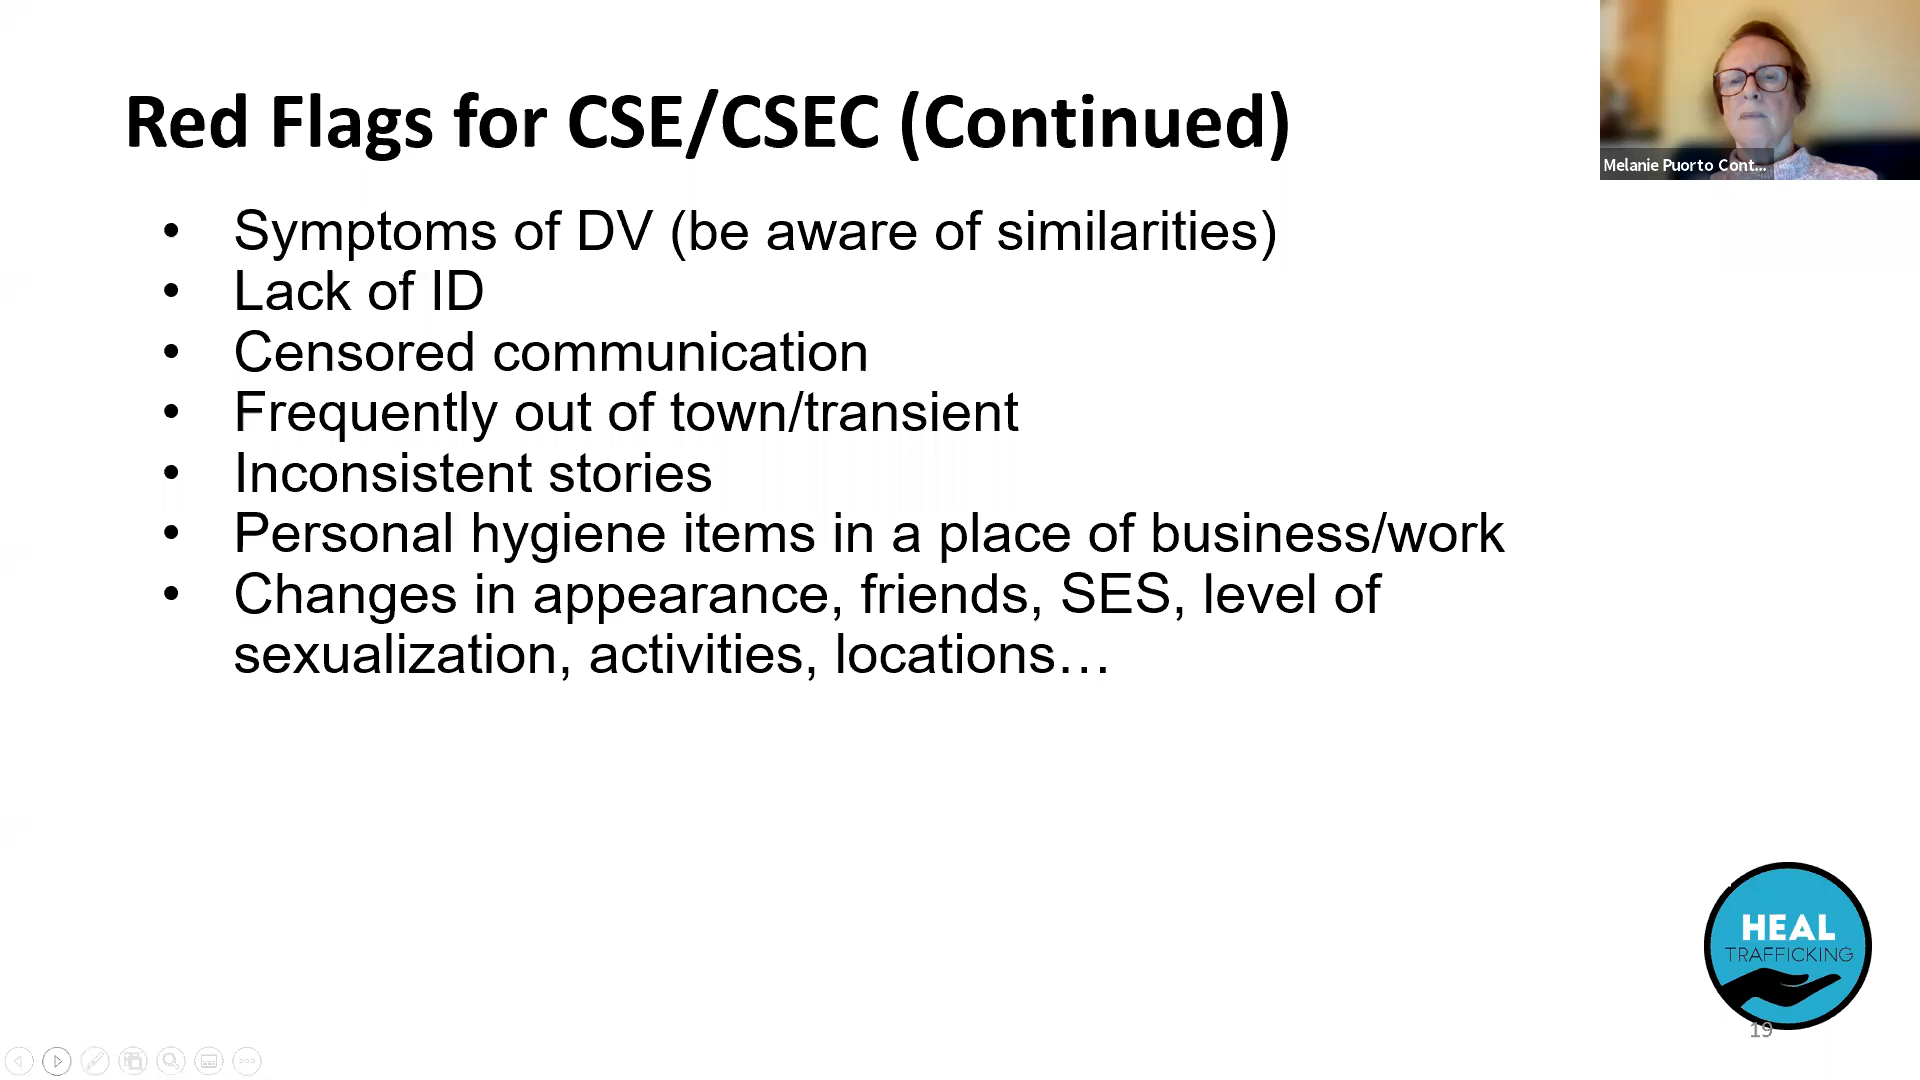 Red Flags for CSE/CSEC (Continued)
Melanie Puorto Cont...
• Symptoms of DV (be aware of similarities)
• Lack of ID
• Censored communication
• Frequently out of town/transient
• Inconsistent stories
• Personal hygiene items in a place of business/work
• Changes in appearance, friends, SES, level of
sexualization, activities, locations…
HEAL
TRAFFICKING
19